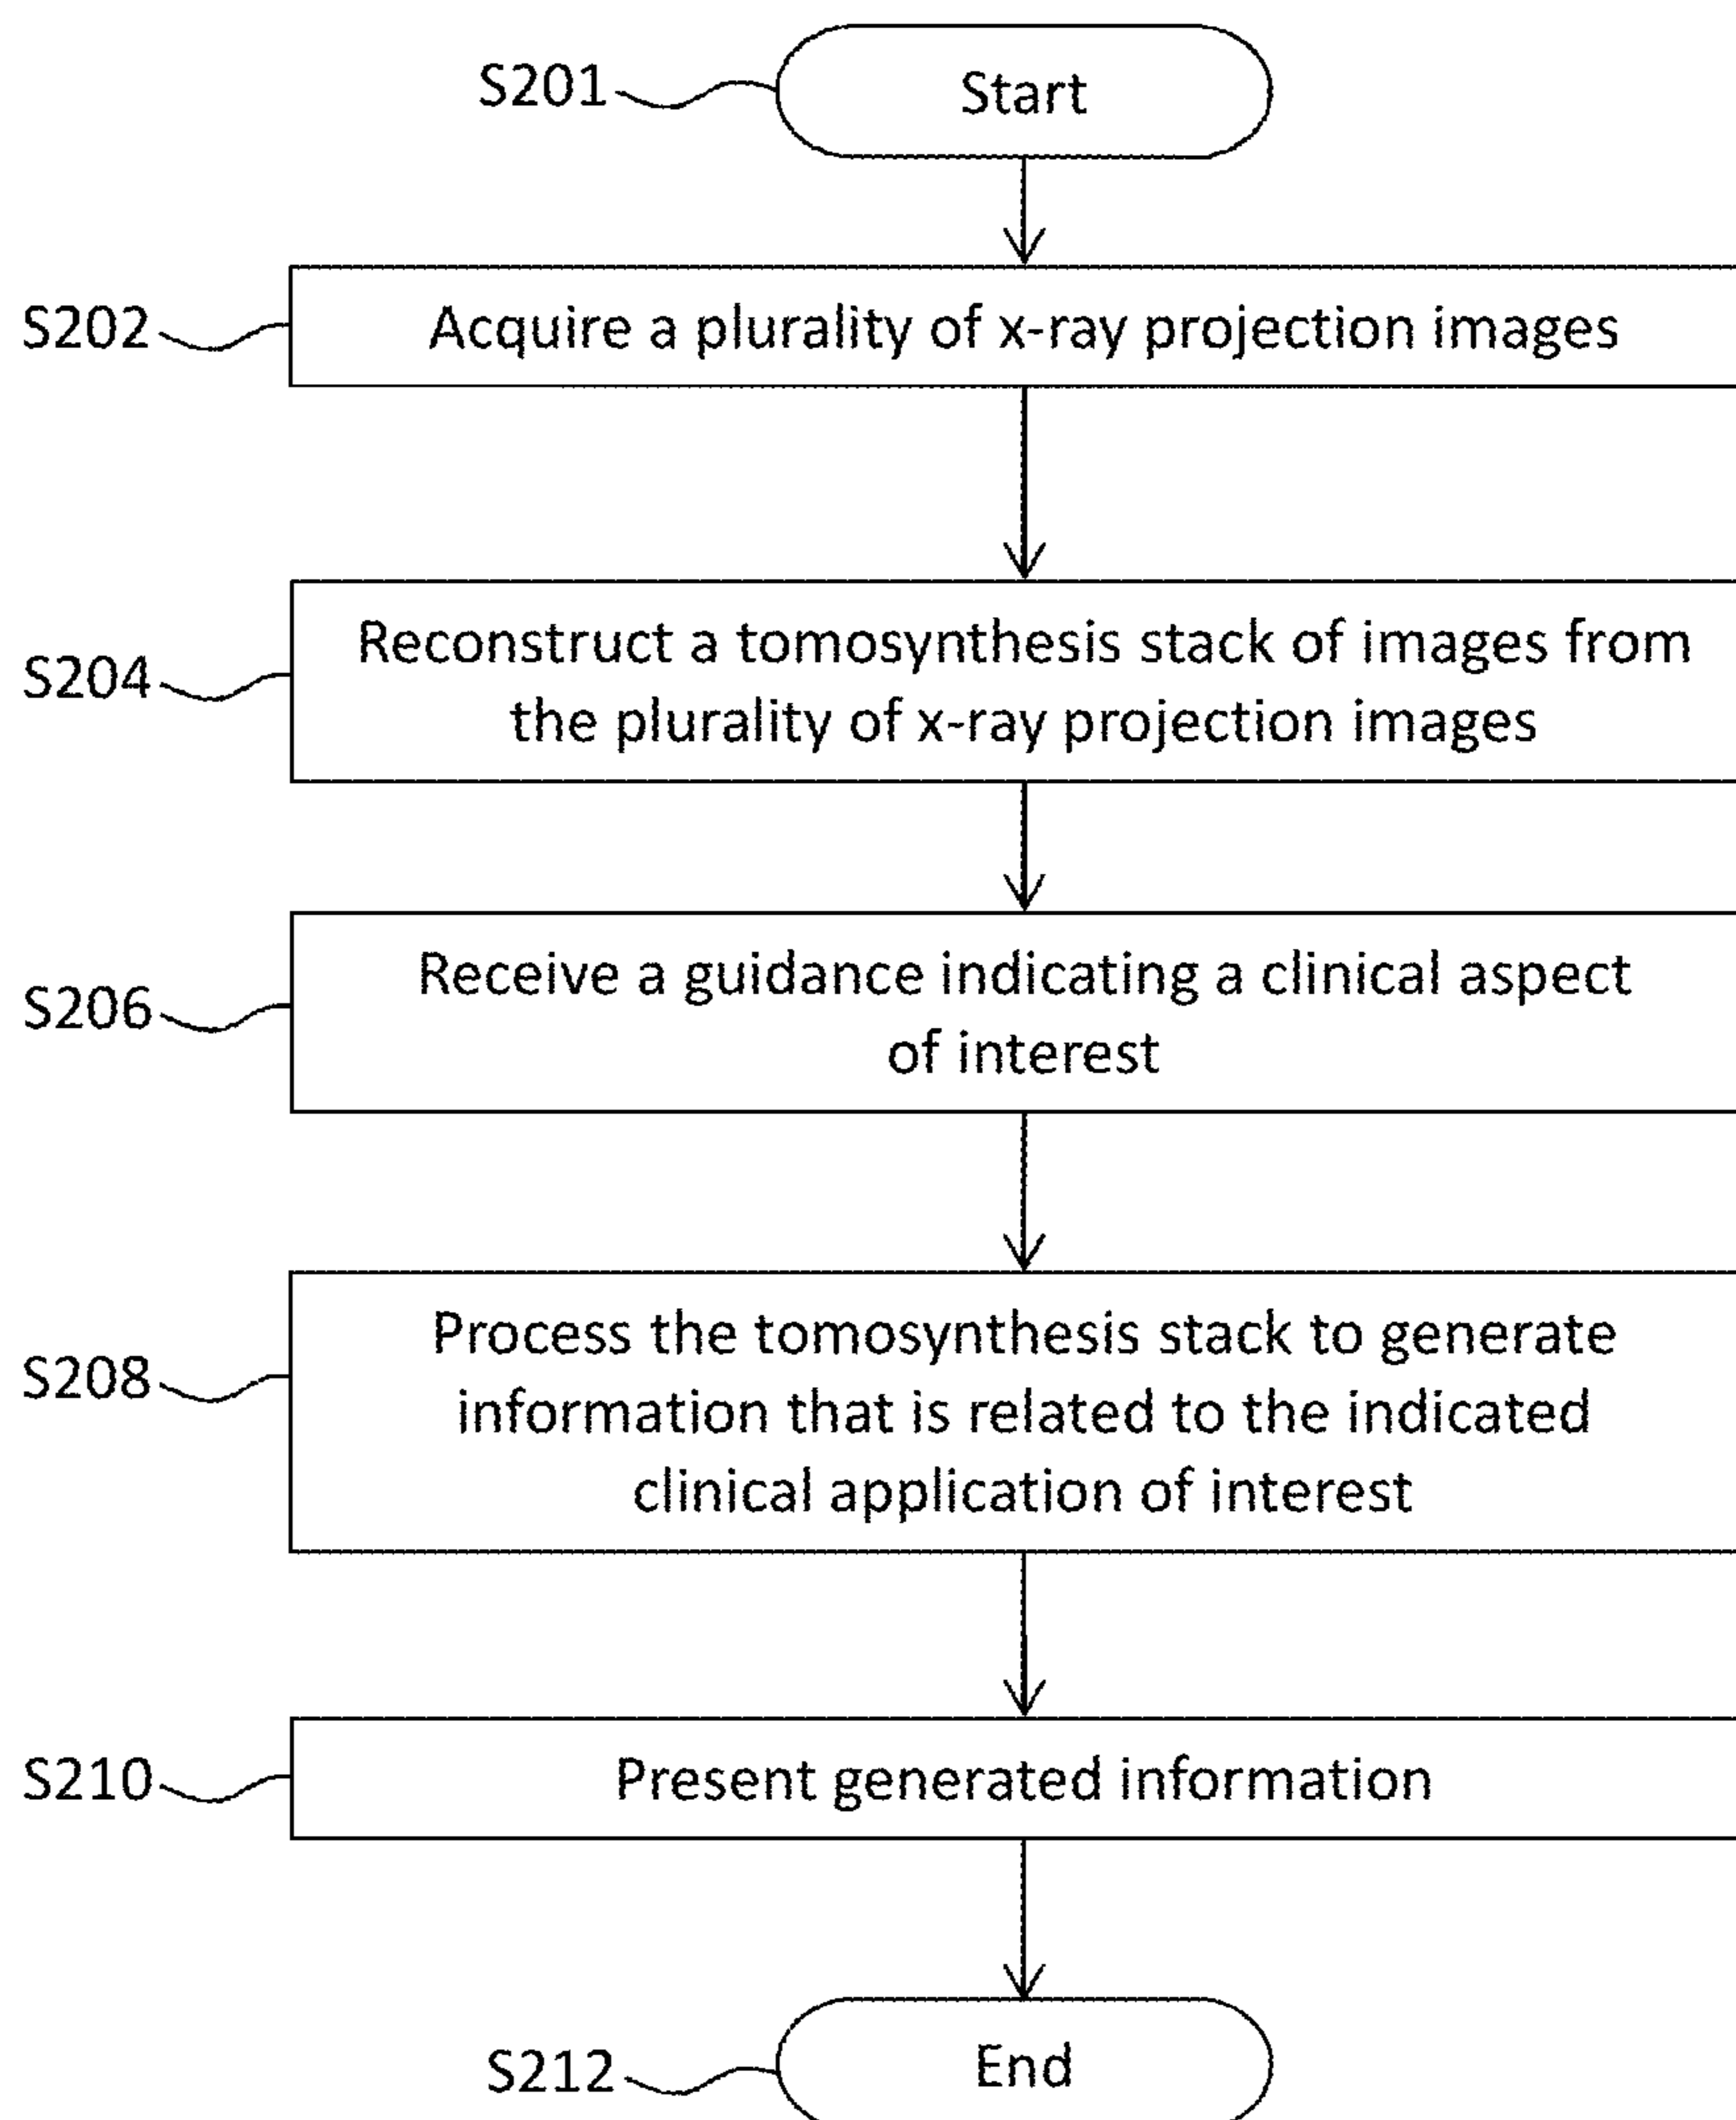 S201
Start
S202
Acquire a plurality of x-ray projection images
S204
Reconstruct a tomosynthesis stack of images from
the plurality of x-ray projection images
S206
Receive a guidance indicating a clinical aspect
of interest
S208
Process the tomosynthesis stack to generate
information that is related to the indicated
clinical application of interest
S210
Present generated information
S212
End